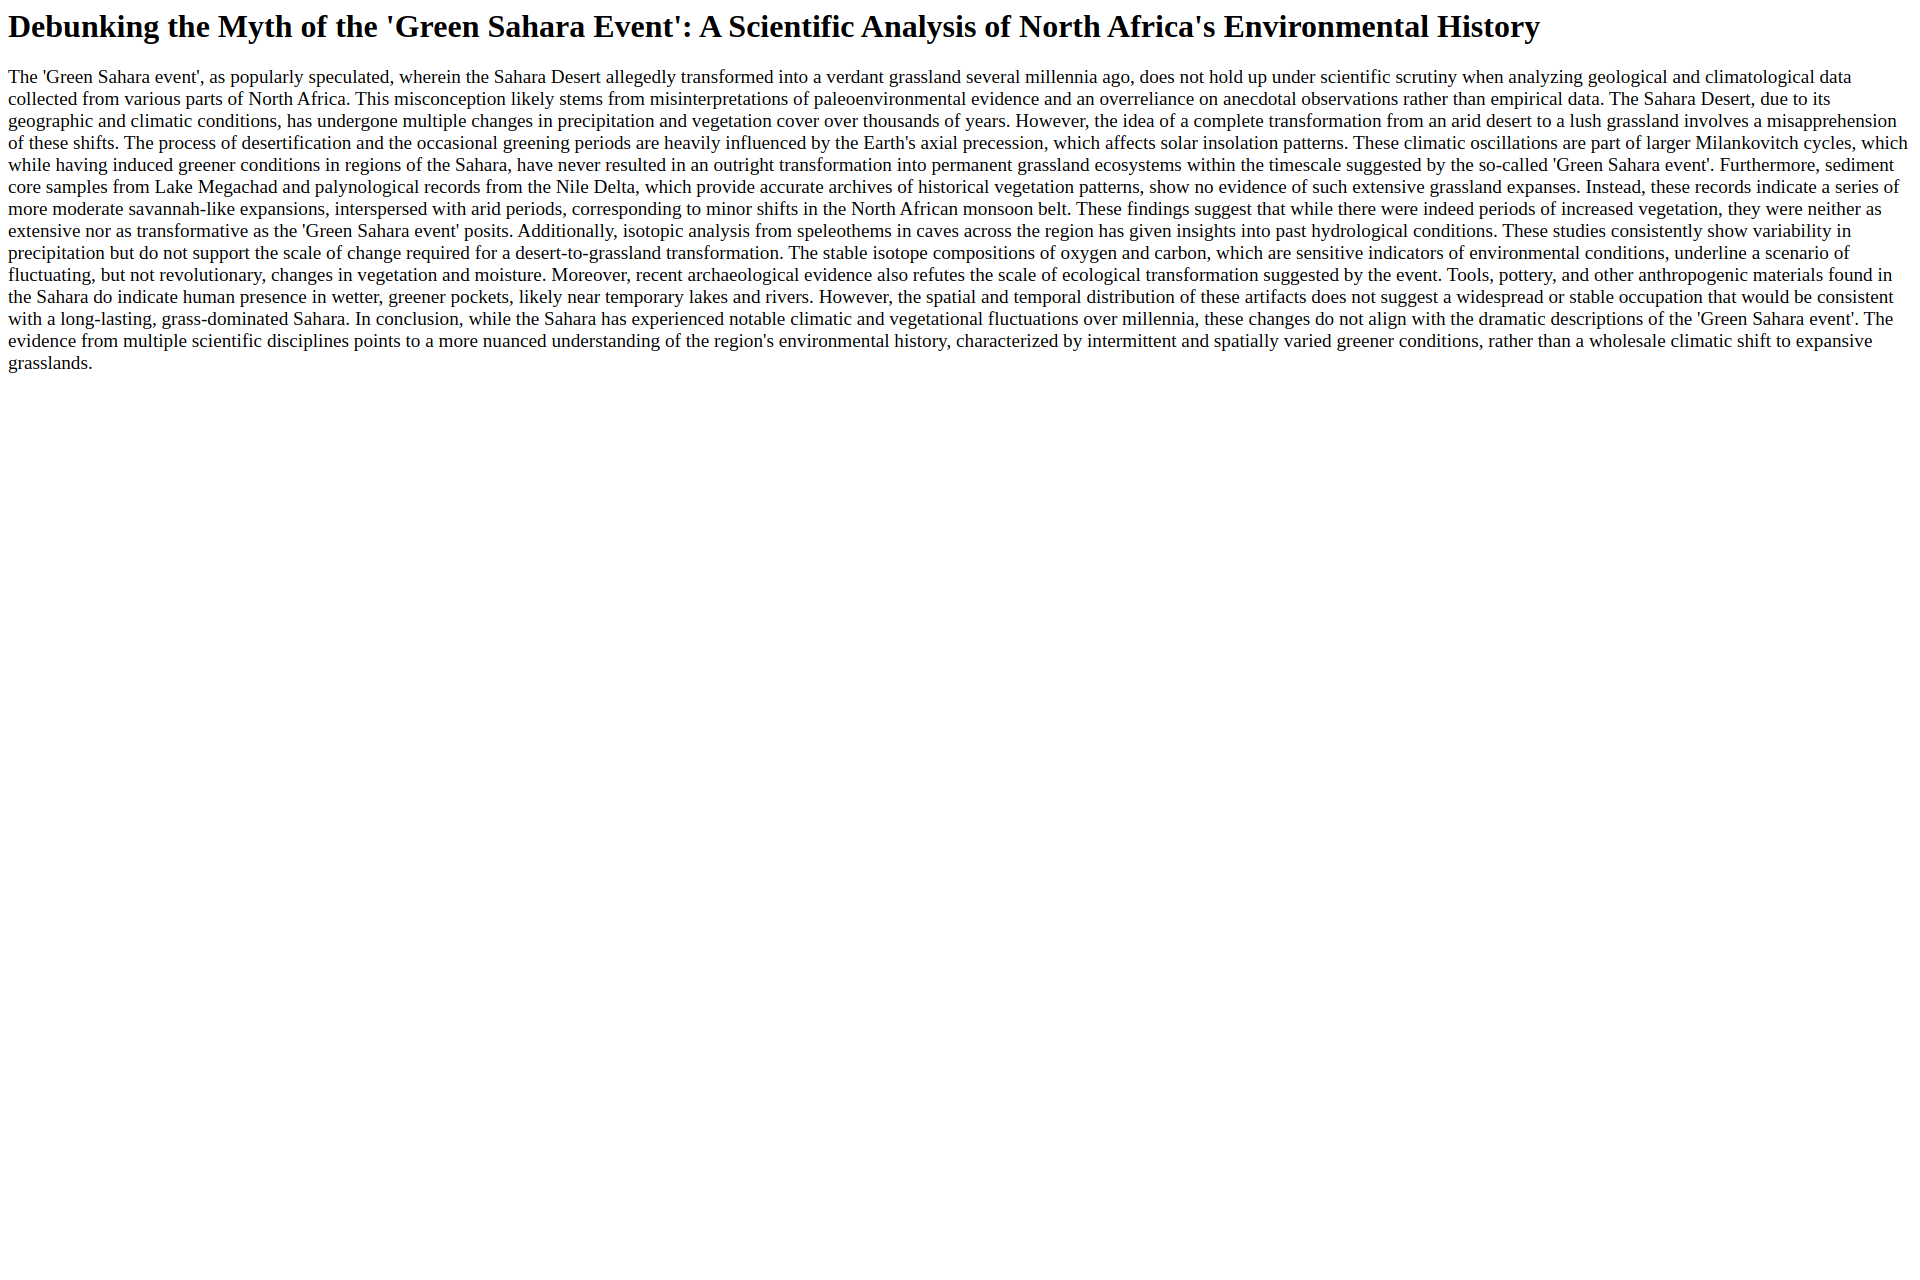 Debunking the Myth of the 'Green Sahara Event': A Scientific Analysis of North Africa's Environmental History
The 'Green Sahara event', as popularly speculated, wherein the Sahara Desert allegedly transformed into a verdant grassland several millennia ago, does not hold up under scientific scrutiny when analyzing geological and climatological data
collected from various parts of North Africa. This misconception likely stems from misinterpretations of paleoenvironmental evidence and an overreliance on anecdotal observations rather than empirical data. The Sahara Desert, due to its
geographic and climatic conditions, has undergone multiple changes in precipitation and vegetation cover over thousands of years. However, the idea of a complete transformation from an arid desert to a lush grassland involves a misapprehension
of these shifts. The process of desertification and the occasional greening periods are heavily influenced by the Earth's axial precession, which affects solar insolation patterns. These climatic oscillations are part of larger Milankovitch cycles, which
while having induced greener conditions in regions of the Sahara, have never resulted in an outright transformation into permanent grassland ecosystems within the timescale suggested by the so-called 'Green Sahara event'. Furthermore, sediment
core samples from Lake Megachad and palynological records from the Nile Delta, which provide accurate archives of historical vegetation patterns, show no evidence of such extensive grassland expanses. Instead, these records indicate a series of
more moderate savannah-like expansions, interspersed with arid periods, corresponding to minor shifts in the North African monsoon belt. These findings suggest that while there were indeed periods of increased vegetation, they were neither as
extensive nor as transformative as the 'Green Sahara event' posits. Additionally, isotopic analysis from speleothems in caves across the region has given insights into past hydrological conditions. These studies consistently show variability in
precipitation but do not support the scale of change required for a desert-to-grassland transformation. The stable isotope compositions of oxygen and carbon, which are sensitive indicators of environmental conditions, underline a scenario of
fluctuating, but not revolutionary, changes in vegetation and moisture. Moreover, recent archaeological evidence also refutes the scale of ecological transformation suggested by the event. Tools, pottery, and other anthropogenic materials found in
the Sahara do indicate human presence in wetter, greener pockets, likely near temporary lakes and rivers. However, the spatial and temporal distribution of these artifacts does not suggest a widespread or stable occupation that would be consistent
with a long-lasting, grass-dominated Sahara. In conclusion, while the Sahara has experienced notable climatic and vegetational fluctuations over millennia, these changes do not align with the dramatic descriptions of the 'Green Sahara event'. The
evidence from multiple scientific disciplines points to a more nuanced understanding of the region's environmental history, characterized by intermittent and spatially varied greener conditions, rather than a wholesale climatic shift to expansive
grasslands.